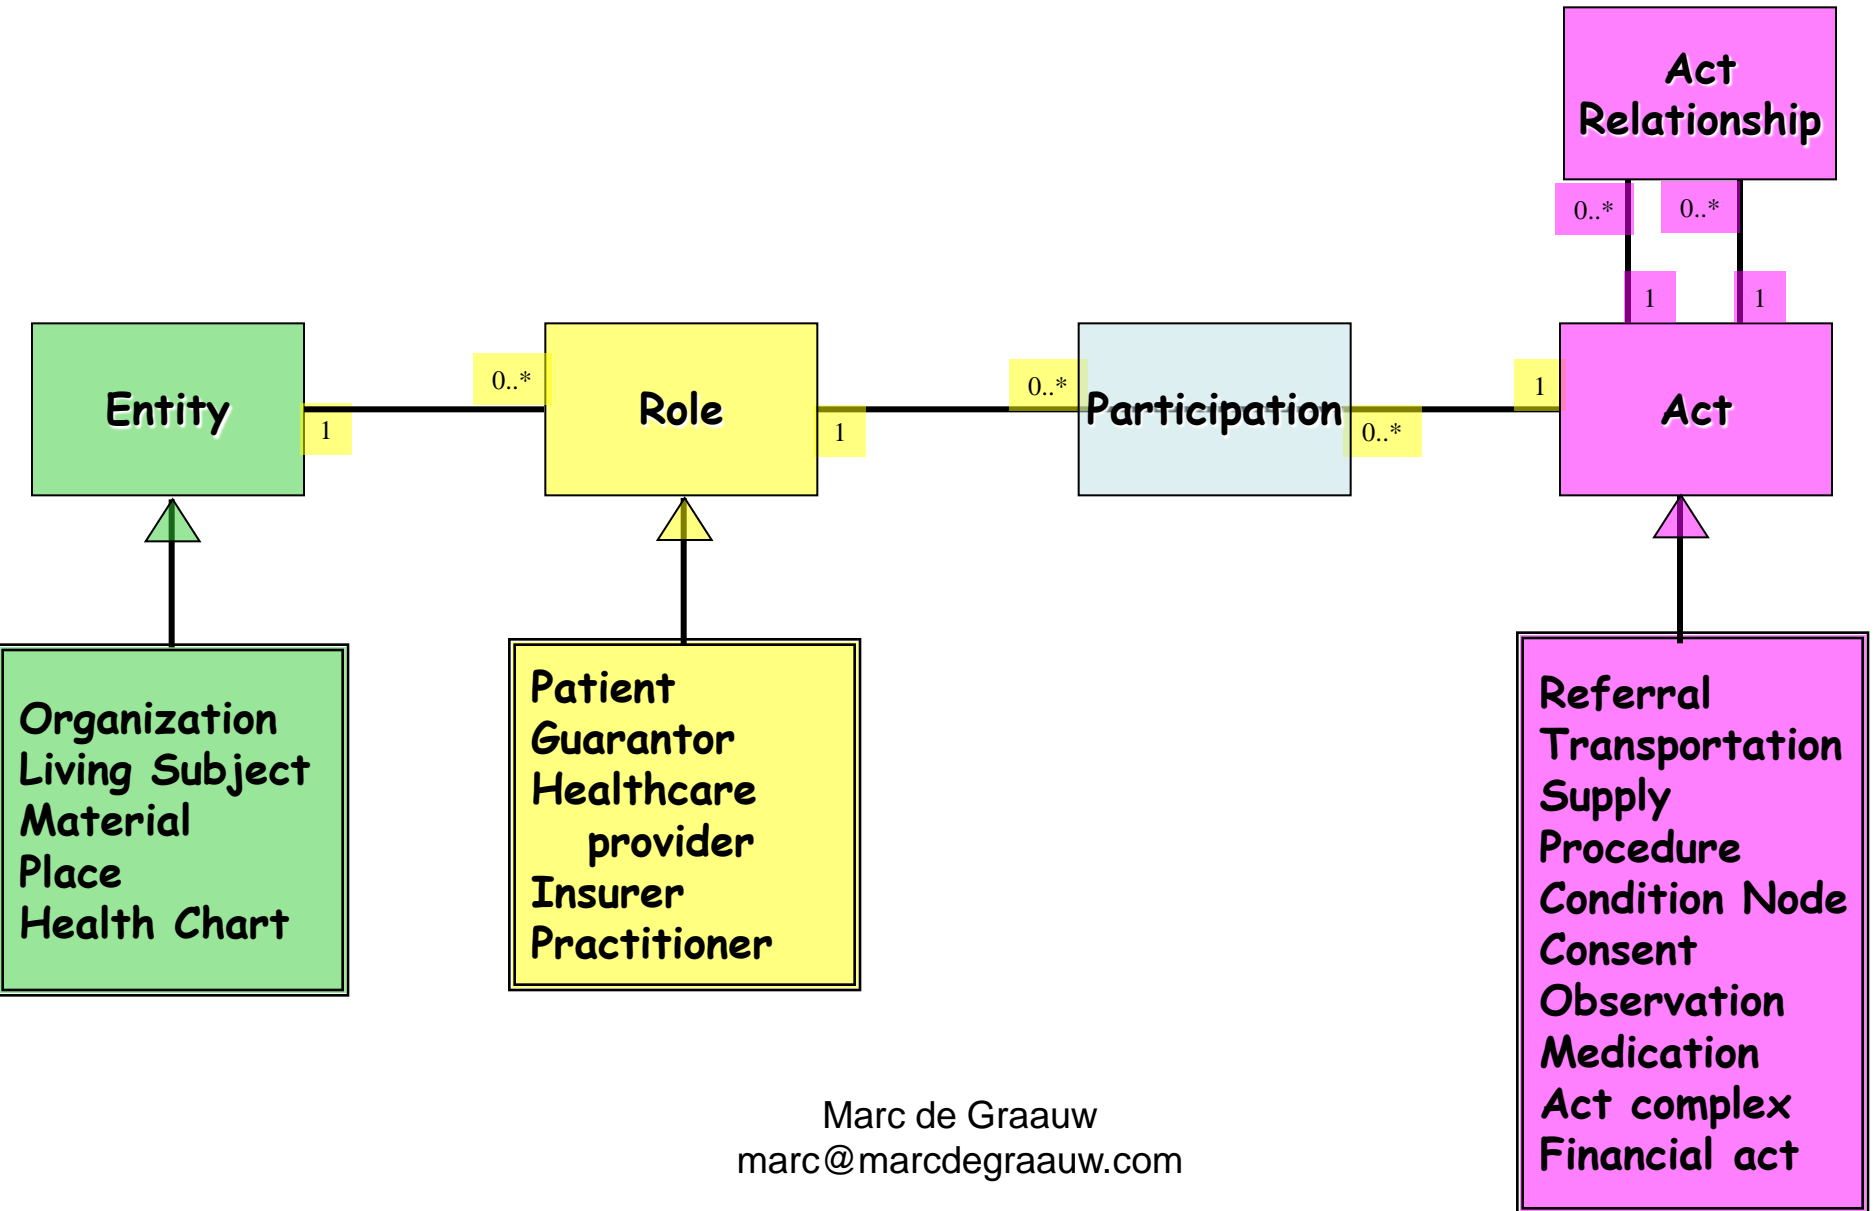 Act
Relationship
0..*
0..*
1
1
Entity
1
0..*
Role
1
0..*
Participation
0..*
1
Act
Organization
Living Subject
Material
Place
Health Chart
Patient
Guarantor
Healthcare
provider
Insurer
Practitioner
Referral
Transportation
Supply
Procedure
Condition Node
Consent
Observation
Medication
Act complex
Financial act
Marc de Graauw
marc@marcdegraauw.com